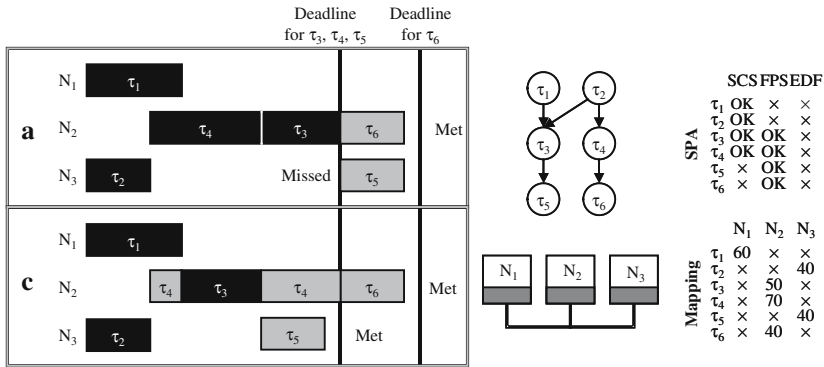 Deadline
for τ3, τ4, τ5
Deadline
for τ6
a
N1
τ1
N2
τ4
τ3
τ6
Met
N3
τ2
Missed
τ5
c
N1
τ1
N2
τ4
τ3
τ4
τ6
Met
N3
τ2
τ5
Met
τ1
τ2
τ3
τ4
τ5
τ6
N1
N2
N3
SPA
SCS FPS EDF
τ1 OK × ×
τ2 OK × ×
τ3 OK OK ×
τ4 OK OK ×
τ5 × OK ×
τ6 × OK ×
Mapping
N1 N2 N3
τ1 60 × ×
τ2 × × 40
τ3 × 50 ×
τ4 × 70 ×
τ5 × × 40
τ6 × 40 ×